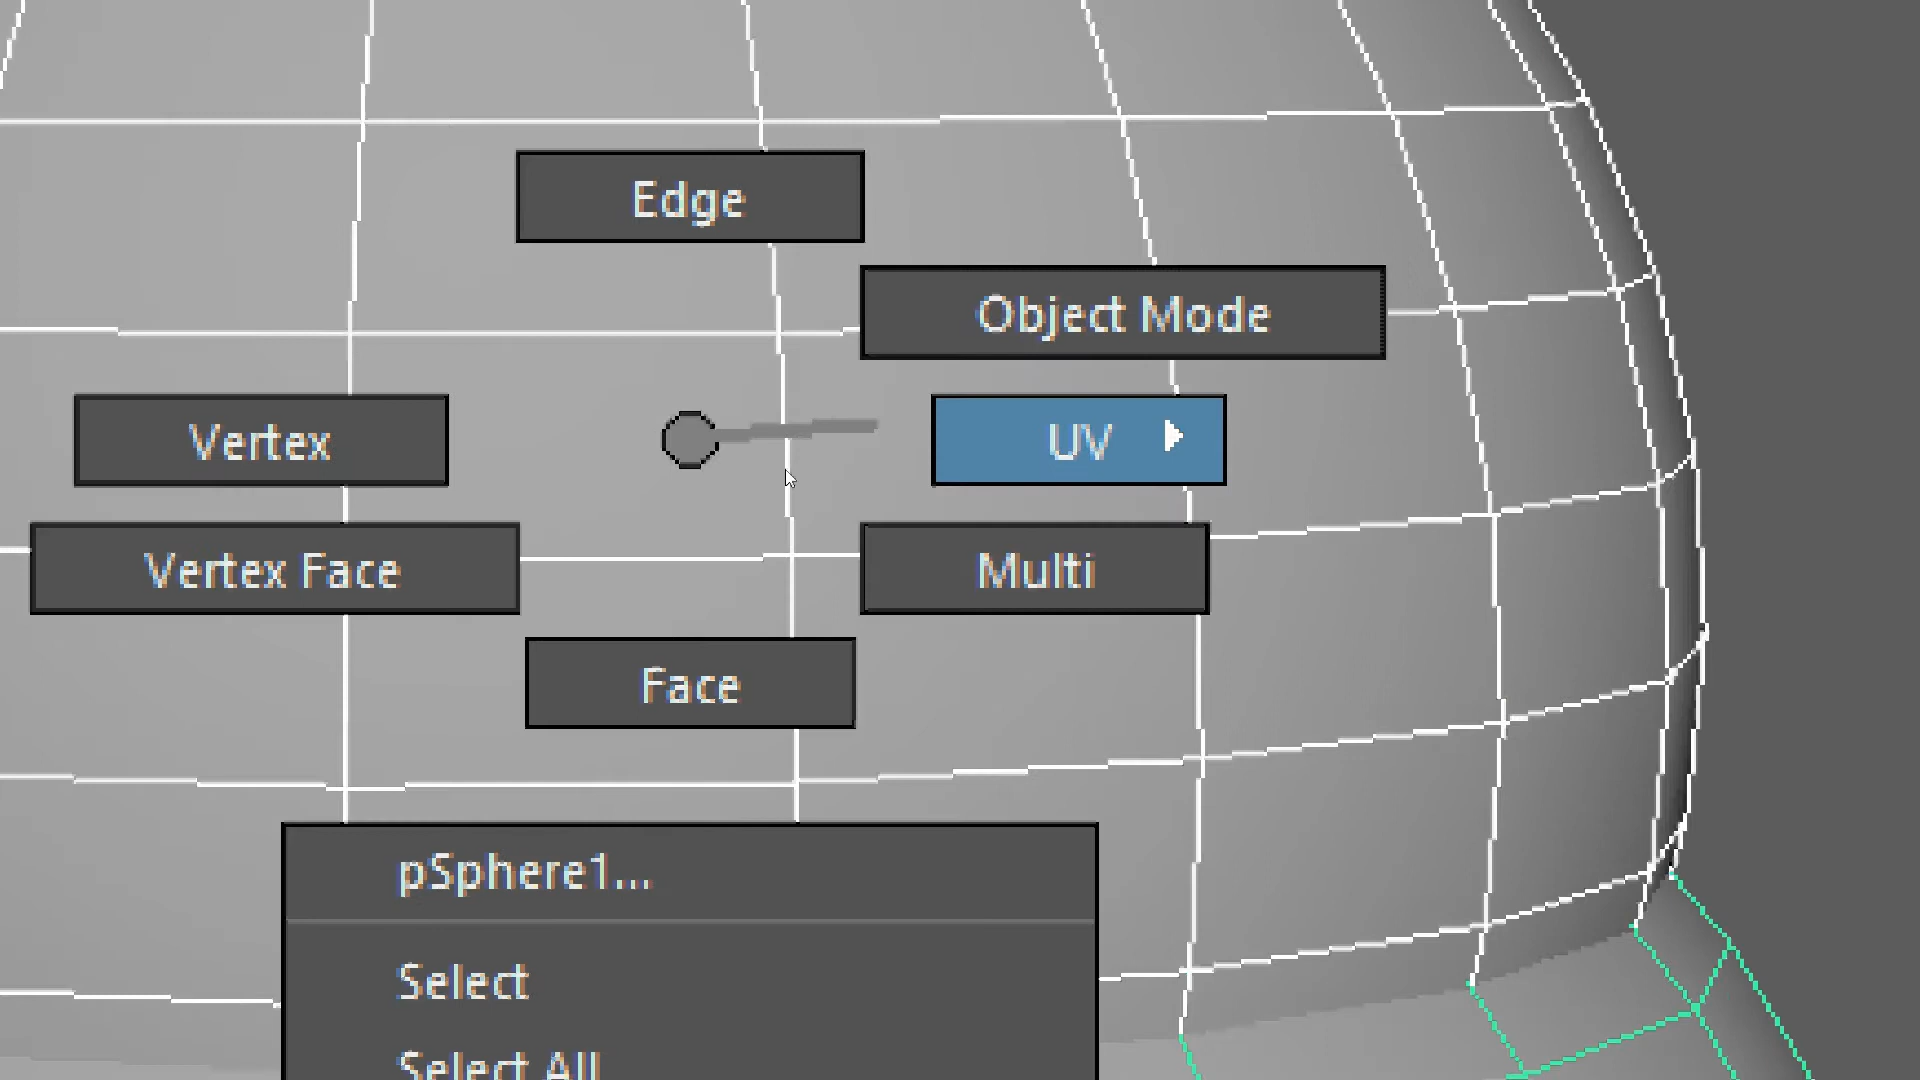 Edge
Object Mode
Vertex
UV
Vertex Face
Multi
Face
pSphere1...
Select
Select All